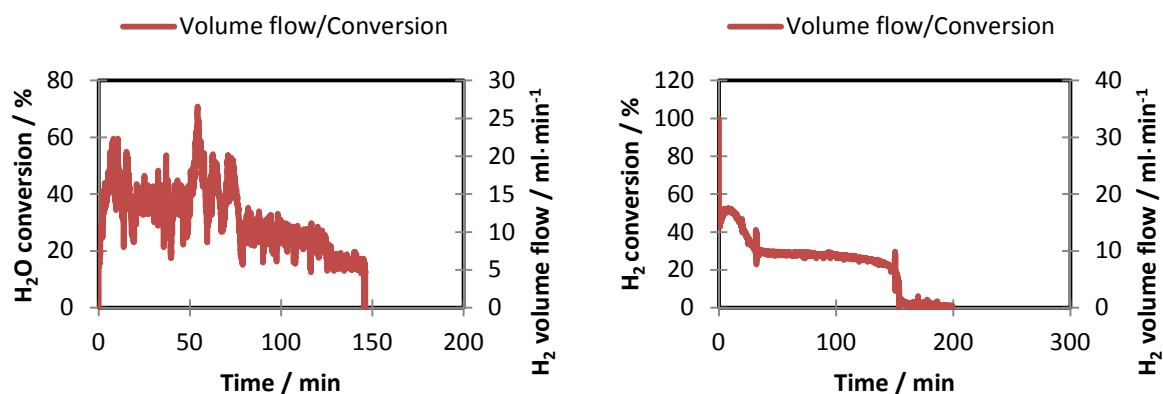 Volume flow/Conversion
H₂O conversion / %
80
60
40
20
0
30
25
20
15
10
5
0
H₂ volume flow / ml·min⁻¹
0 50 100 150 200
Time / min
Volume flow/Conversion
H₂ conversion / %
120
100
80
60
40
20
0
40
30
20
10
0
H₂ volume flow / ml·min⁻¹
0 100 200 300
Time / min